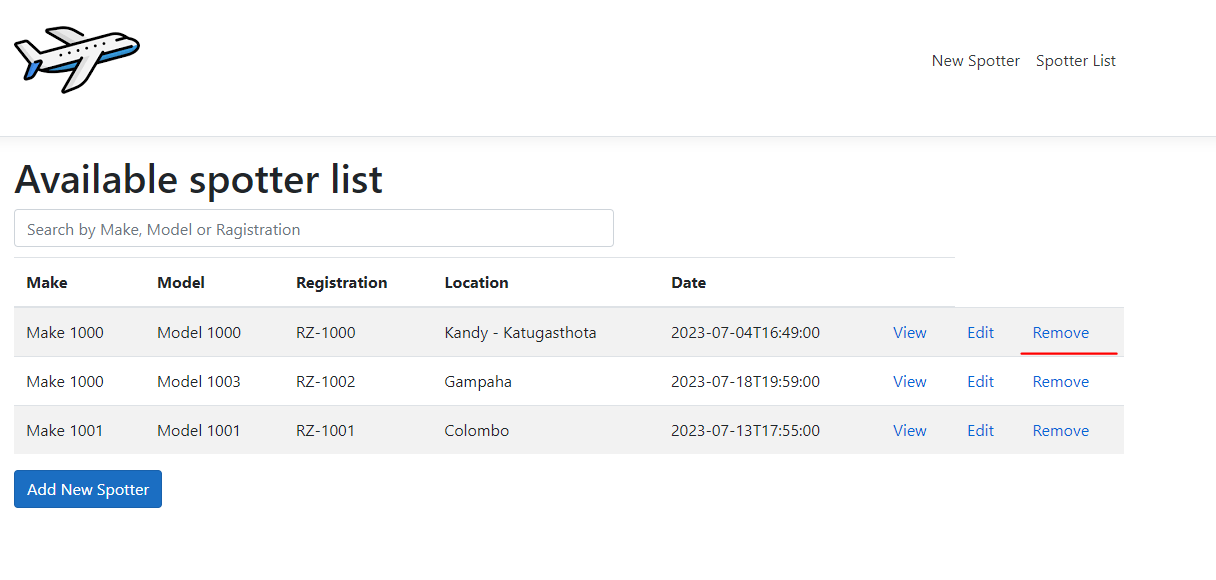 New Spotter Spotter List
Available spotter list
Search by Make, Model or Ragistration
Make Model Registration Location Date
Make 1000 Model 1000 RZ-1000 Kandy - Katugasthota 2023-07-04T16:49:00 View Edit Remove
Make 1000 Model 1003 RZ-1002 Gampaha 2023-07-18T19:59:00 View Edit Remove
Make 1001 Model 1001 RZ-1001 Colombo 2023-07-13T17:55:00 View Edit Remove
Add New Spotter